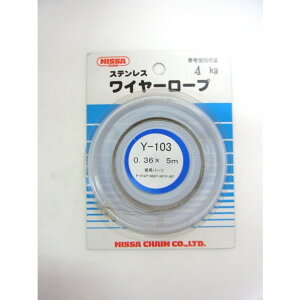 NISSA
参考使用荷重
4 kg
ステンレス
ワイヤーロープ
Y-103
0.36× 5m
NISSA CHAIN CO.,LTD.